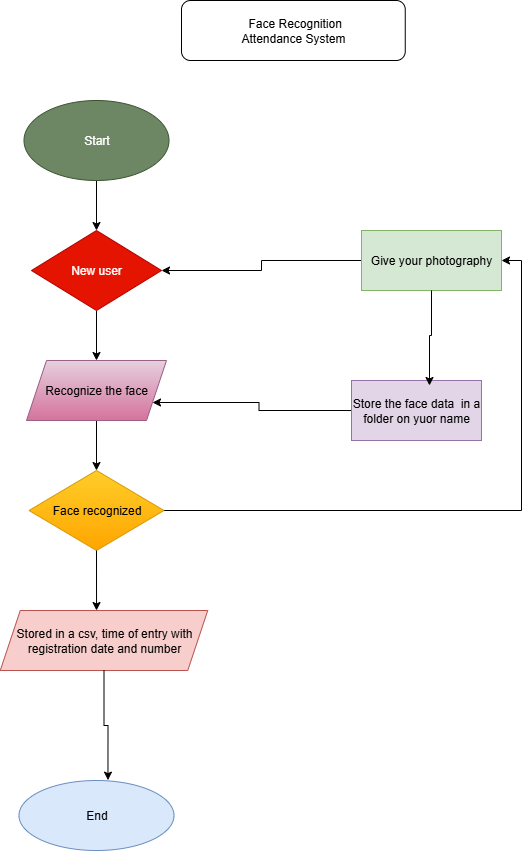 Face Recognition
Attendance System
Start
New user
Give your photography
Recognize the face
Store the face data  in a
folder on yuor name
Face recognized
Stored in a csv, time of entry with
registration date and number
End